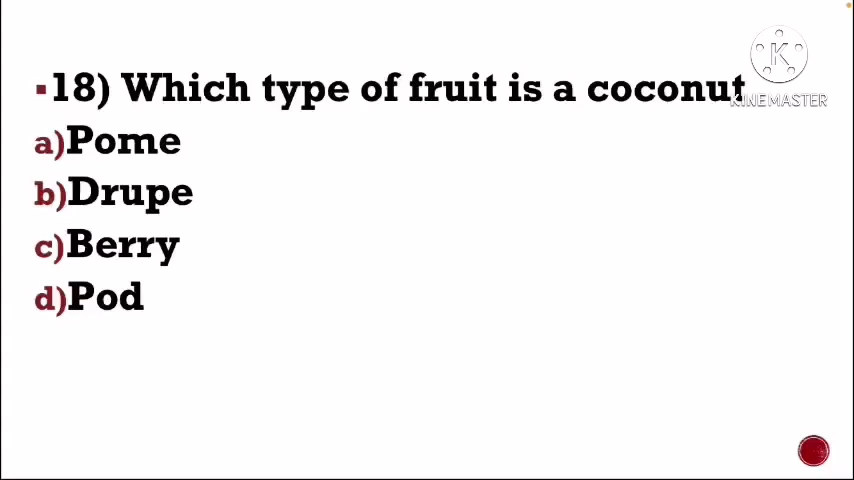 ▪18) Which type of fruit is a coconut
a)Pome
b)Drupe
c)Berry
d)Pod
K
KINEMASTER